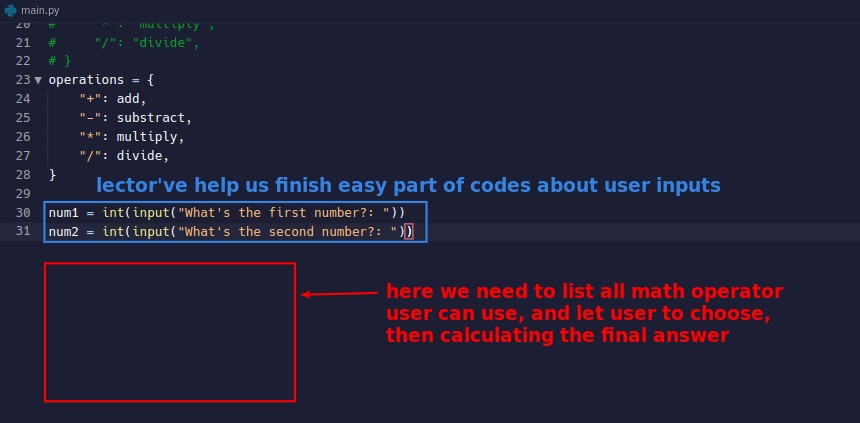 main.py
20 # "*": "multiply",
21 # "/": "divide",
22 # }
23 operations = {
24 "+": add,
25 "-": substract,
26 "*": multiply,
27 "/": divide,
28 }
lector've help us finish easy part of codes about user inputs
29
30 num1 = int(input("What's the first number?: "))
31 num2 = int(input("What's the second number?: "))
here we need to list all math operator
user can use, and let user to choose,
then calculating the final answer